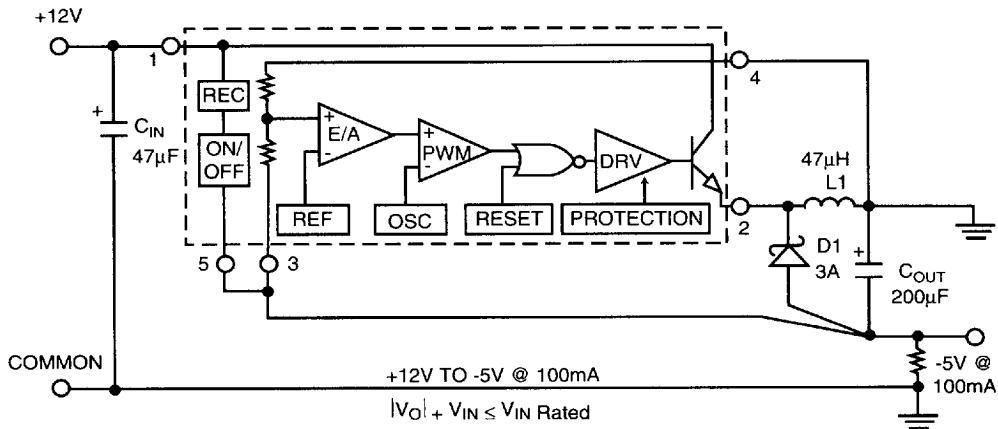 +12V
1
4
REC
+
E/A
-
+
PWM
-
DRV
+
C_IN
47µF
ON/
OFF
47µH
L1
REF
OSC
RESET
PROTECTION
2
5
3
D1
3A
+
C_OUT
200µF
COMMON
+12V TO -5V @ 100mA
-5V @
100mA
|V_O| + V_IN ≤ V_IN Rated